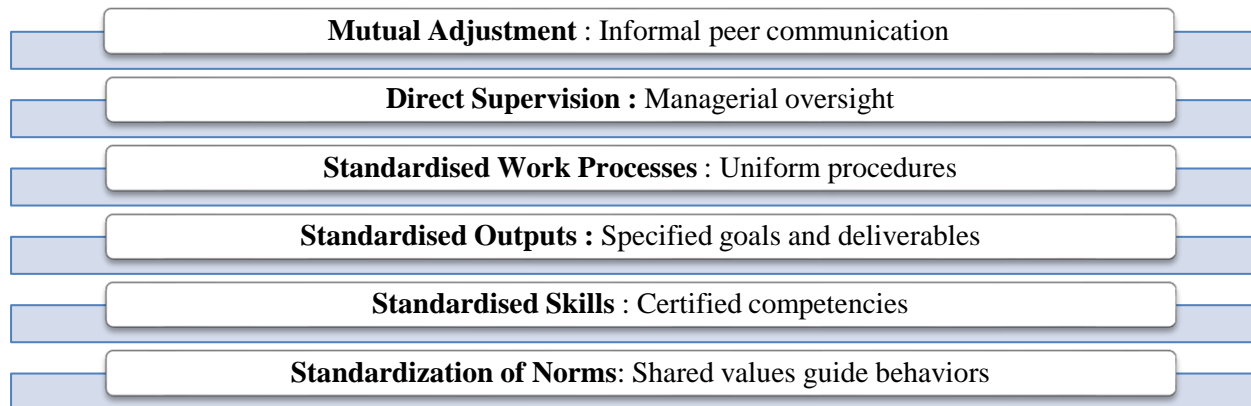 Mutual Adjustment : Informal peer communication
Direct Supervision : Managerial oversight
Standardised Work Processes : Uniform procedures
Standardised Outputs : Specified goals and deliverables
Standardised Skills : Certified competencies
Standardization of Norms: Shared values guide behaviors